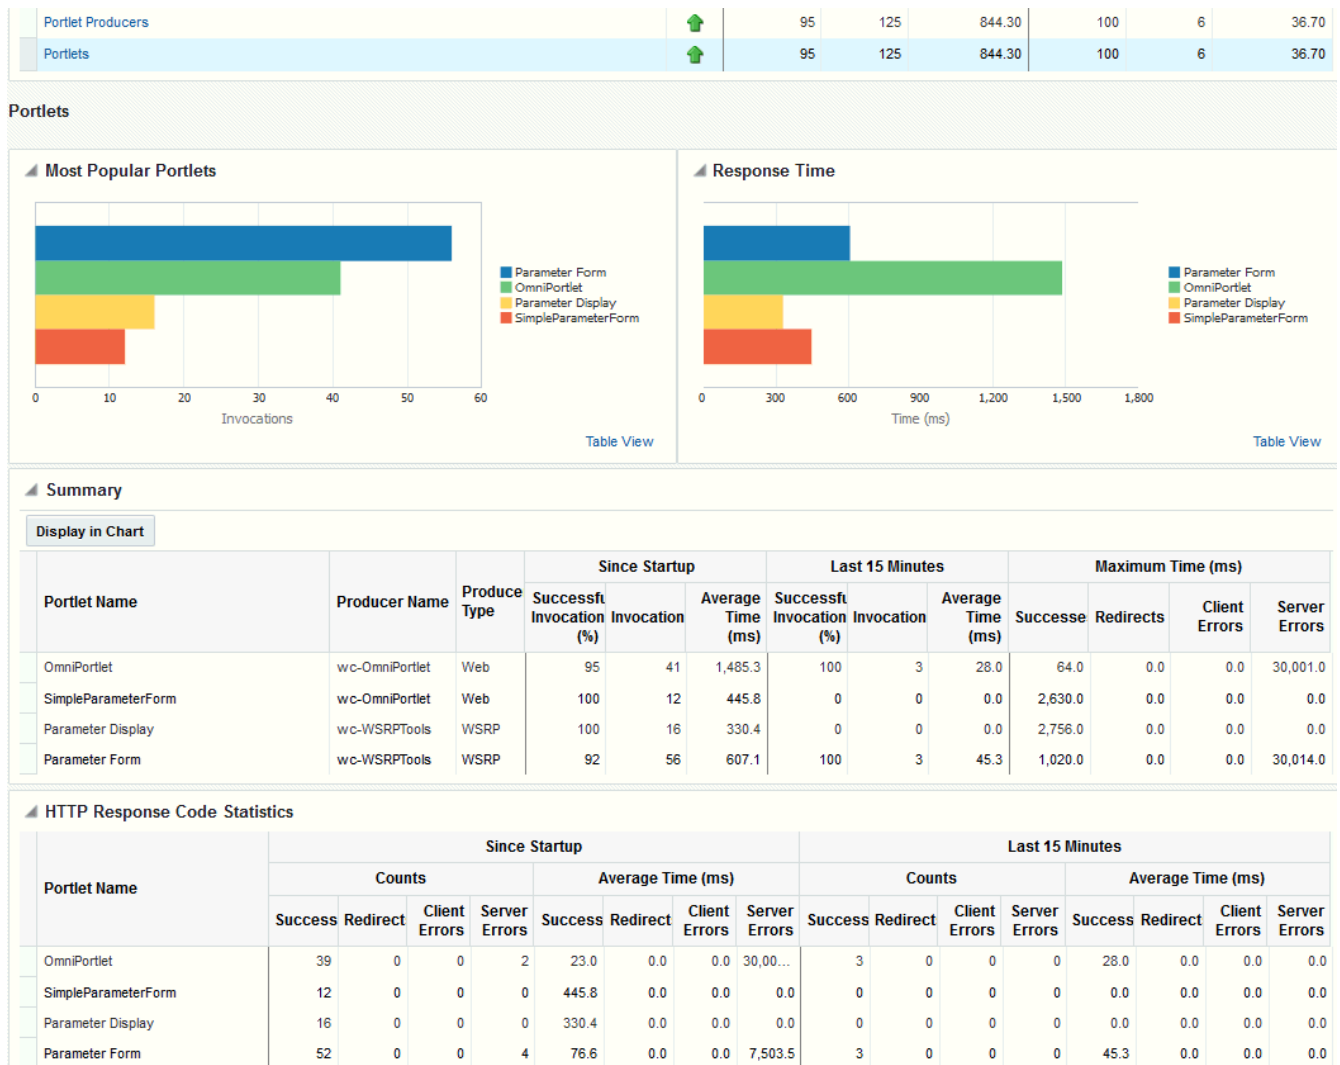 Portlet Producers 95 125 844.30 100 6 36.70
Portlets 95 125 844.30 100 6 36.70
Portlets
Most Popular Portlets
Parameter Form
OmniPortlet
Parameter Display
SimpleParameterForm
0 10 20 30 40 50 60
Invocations
Table View
Response Time
Parameter Form
OmniPortlet
Parameter Display
SimpleParameterForm
0 300 600 900 1,200 1,500 1,800
Time (ms)
Table View
Summary
Display in Chart
Since Startup Last 15 Minutes Maximum Time (ms)
Portlet Name Producer Name Produce Type Successfu Invocation (%) Invocation Average Time (ms) Successfu Invocation (%) Invocation Average Time (ms) Successe Redirects Client Errors Server Errors
OmniPortlet wc-OmniPortlet Web 95 41 1,485.3 100 3 28.0 64.0 0.0 0.0 30,001.0
SimpleParameterForm wc-OmniPortlet Web 100 12 445.8 0 0 0.0 2,630.0 0.0 0.0 0.0
Parameter Display wc-WSRPTools WSRP 100 16 330.4 0 0 0.0 2,756.0 0.0 0.0 0.0
Parameter Form wc-WSRPTools WSRP 92 56 607.1 100 3 45.3 1,020.0 0.0 0.0 30,014.0
HTTP Response Code Statistics
Since Startup Last 15 Minutes
Counts Average Time (ms) Counts Average Time (ms)
Portlet Name Success Redirect Client Errors Server Errors Success Redirect Client Errors Server Errors Success Redirect Client Errors Server Errors Success Redirect Client Errors Server Errors
OmniPortlet 39 0 0 2 23.0 0.0 0.0 30,00... 3 0 0 0 28.0 0.0 0.0 0.0
SimpleParameterForm 12 0 0 0 445.8 0.0 0.0 0.0 0 0 0 0 0.0 0.0 0.0 0.0
Parameter Display 16 0 0 0 330.4 0.0 0.0 0.0 0 0 0 0 0.0 0.0 0.0 0.0
Parameter Form 52 0 0 4 76.6 0.0 0.0 7,503.5 3 0 0 0 45.3 0.0 0.0 0.0